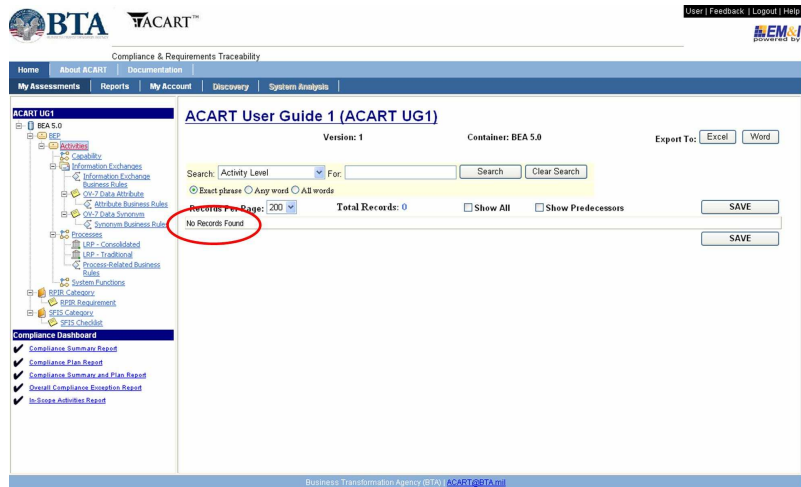 User | Feedback | Logout | Help
BTA
TACART™
EM&I
powered by
Compliance & Requirements Traceability
Home About ACART Documentation
My Assessments Reports My Account Discovery System Analysis
ACART UG1
BEA 5.0
BEP
Activities
Capability
Information Exchanges
Information Exchange
Business Rules
OV-7 Data Attribute
Attribute Business Rules
OV-7 Data Synonym
Synonym Business Rules
Processes
LRP - Consolidated
LRP - Traditional
Process-Related Business
Rules
System Functions
RPIR Category
RPIR Requirement
SFIS Category
SFIS Checklist
Compliance Dashboard
Compliance Summary Report
Compliance Plan Report
Compliance Summary and Plan Report
Overall Compliance Exception Report
In-Scope Activities Report
ACART User Guide 1 (ACART UG1)
Version: 1 Container: BEA 5.0 Export To: Excel Word
Search: Activity Level For: Search Clear Search
Exact phrase Any word All words
Records Per Page: 200 Total Records: 0 Show All Show Predecessors SAVE
No Records Found
SAVE
Business Transformation Agency (BTA) | ACART@BTA.mil